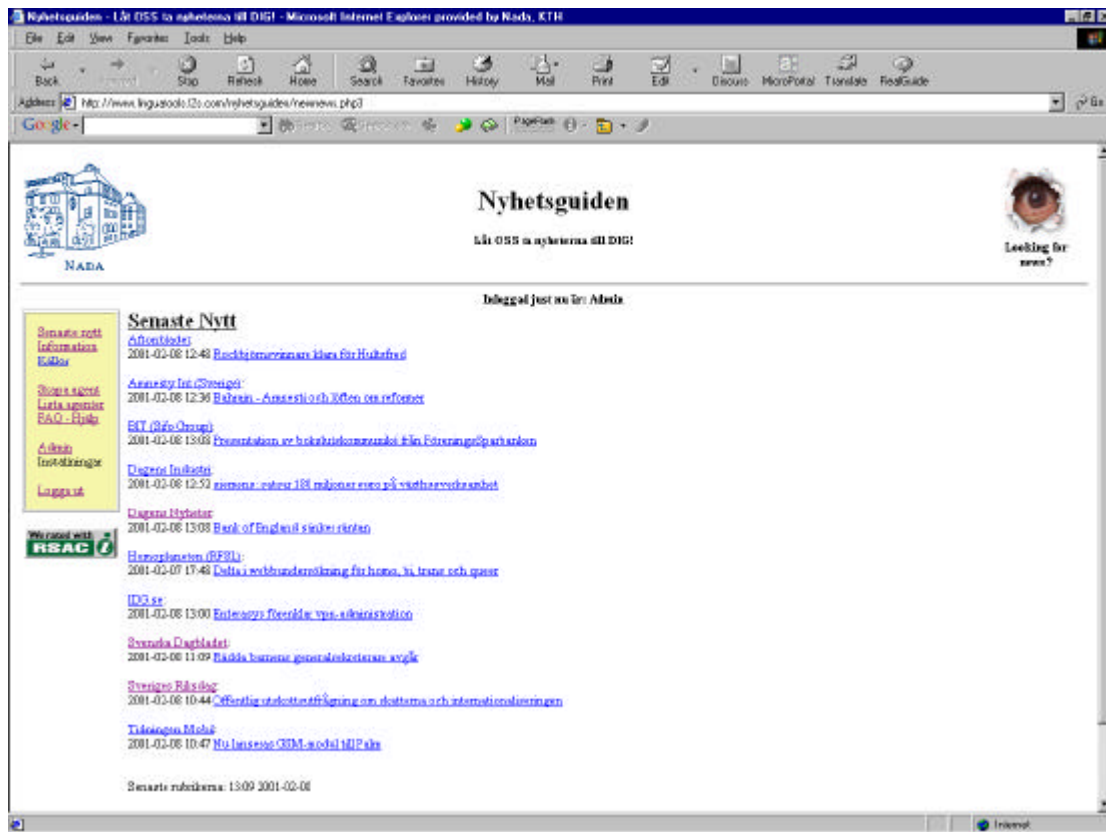 Nyhetsguiden - Låt OSS ta nyheterna till DIG! - Microsoft Internet Explorer provided by Nada, KTH
File Edit View Favorites Tools Help
Back Stop Refresh Home Search Favorites History Mail Print Edit Discuss MicroPortal Translate RealGuide
Address http://www.linguatools.l2s.com/nyhetsguiden/newnews.php3 Go
Google PageRank
NADA
Nyhetsguiden
Låt OSS ta nyheterna till DIG!
Looking for
news?
Inloggad just nu är: Admin
Senaste nytt
Information
Källor
Skapa agent
Lista agenter
FAQ - Hjälp
Admin
Inställningar
Logga ut
We rated with
RSAC i
Senaste Nytt
Aftonbladet:
2001-02-08 12:48 Rockbjörnevinnare klara för Hultsfred
Amnesty Int (Sverige):
2001-02-08 12:36 Bahrain - Amnesti och löften om reformer
BIT (Sifo Group):
2001-02-08 13:08 Presentation av bokslutskommuniké från FöreningsSparbanken
Dagens Industri:
2001-02-08 12:52 siemens: satsar 181 miljoner euro på växthusverksamhet
Dagens Nyheter:
2001-02-08 13:08 Bank of England sänker räntan
Homoplaneten (RFSL):
2001-02-07 17:48 Delta i webbundersökning för homo, bi, trans och queer
IDG.se:
2001-02-08 13:00 Enterasys förenklar vpn-administration
Svenska Dagbladet:
2001-02-08 11:09 Rädda barnens generalsekreterare avgår
Sveriges Riksdag:
2001-02-08 10:44 Offentlig utskottsutfrågning om skatterna och internationaliseringen
Tidningen Mobil:
2001-02-08 10:47 Nu lanseras GSM-modul till Palm
Senaste rubrikerna: 13:09 2001-02-08
Internet